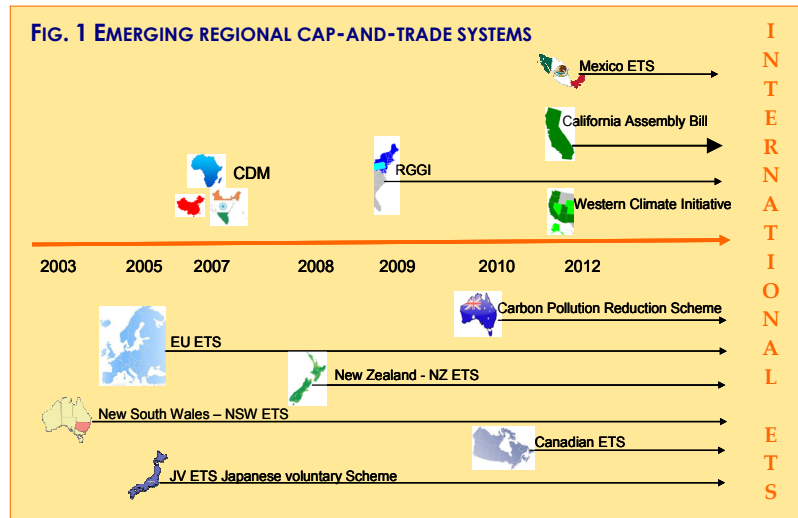 FIG. 1 EMERGING REGIONAL CAP-AND-TRADE SYSTEMS
Mexico ETS
California Assembly Bill
CDM
RGGI
Western Climate Initiative
2003 2005 2007 2008 2009 2010 2012
Carbon Pollution Reduction Scheme
EU ETS
New Zealand - NZ ETS
New South Wales – NSW ETS
Canadian ETS
JV ETS Japanese voluntary Scheme
INTERNATIONAL ETS